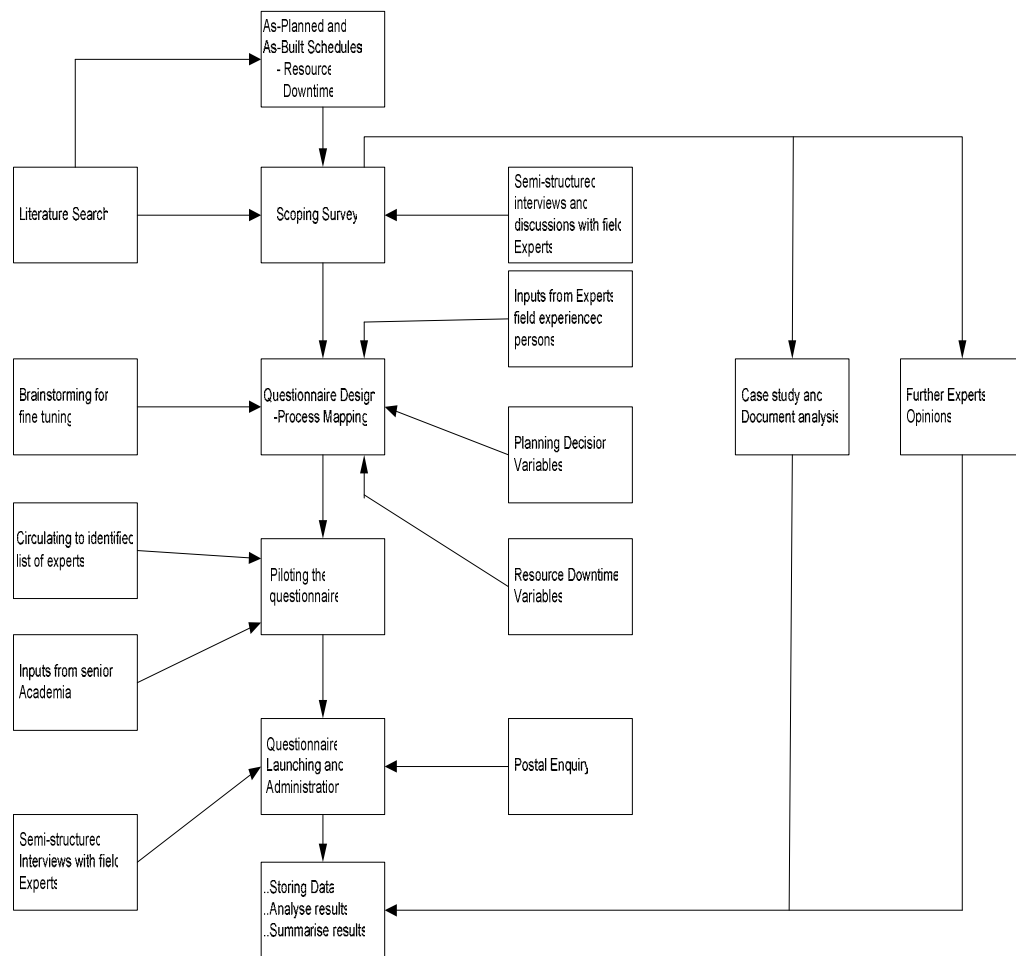 As-Planned and
As-Built Schedules
- Resource
Downtime
Literature Search
Scoping Survey
Semi-structured
interviews and
discussions with field
Experts
Inputs from Experts
field experienced
persons
Brainstorming for
fine tuning
Questionnaire Design
-Process Mapping
Planning Decision
Variables
Case study and
Document analysis
Further Experts
Opinions
Circulating to identified
list of experts
Piloting the
questionnaire
Resource Downtime
Variables
Inputs from senior
Academia
Questionnaire
Launching and
Administration
Postal Enquiry
Semi-structured
Interviews with field
Experts
..Storing Data
..Analyse results
..Summarise results